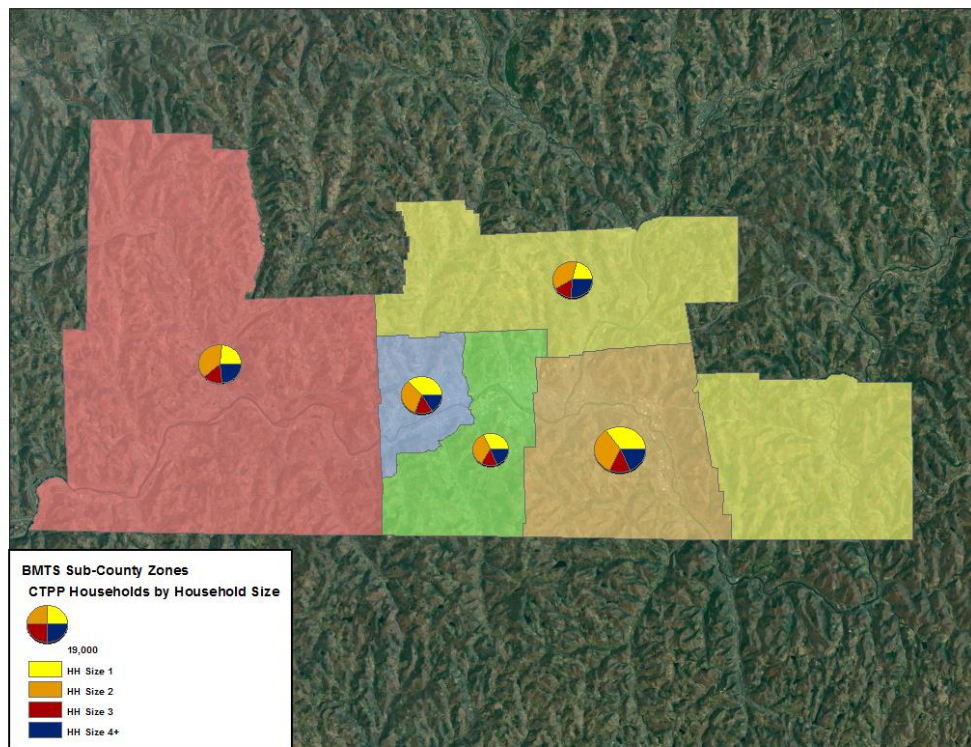 BMTS Sub-County Zones
CTPP Households by Household Size
19,000
HH Size 1
HH Size 2
HH Size 3
HH Size 4+